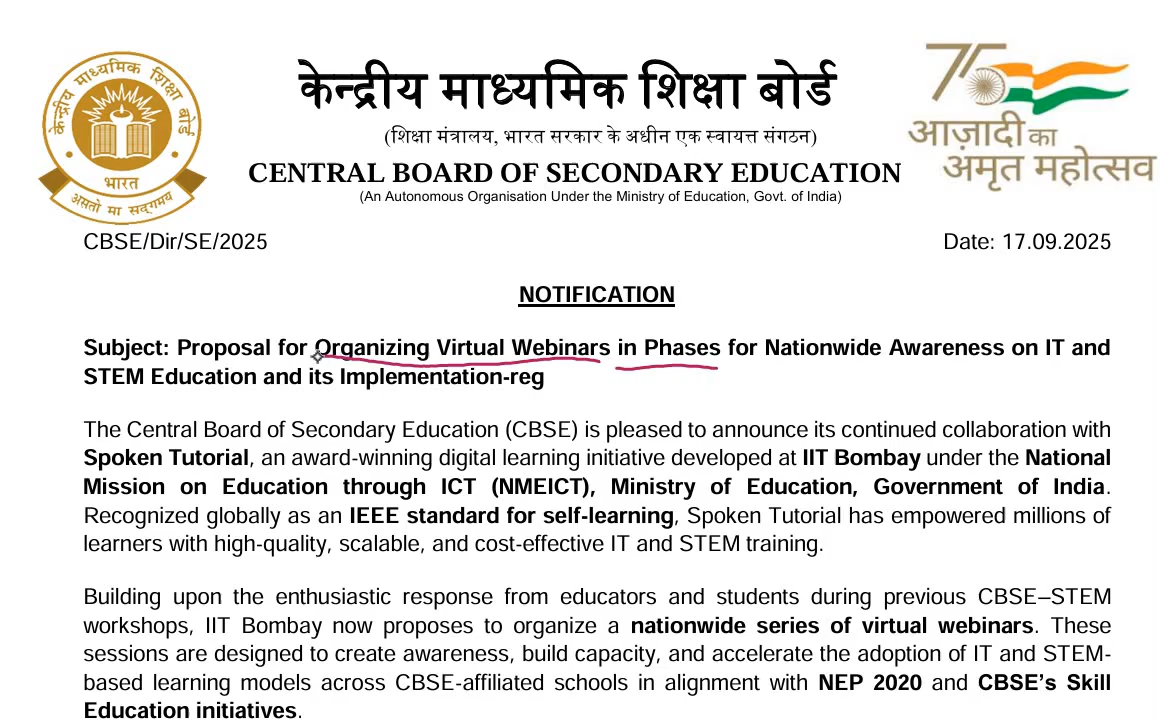 केन्द्रीय माध्यमिक शिक्षा बोर्ड
भारत
असतो मा सद्गमय
केन्द्रीय माध्यमिक शिक्षा बोर्ड
(शिक्षा मंत्रालय, भारत सरकार के अधीन एक स्वायत्त संगठन)
CENTRAL BOARD OF SECONDARY EDUCATION
(An Autonomous Organisation Under the Ministry of Education, Govt. of India)
75
आज़ादी का
अमृत महोत्सव
CBSE/Dir/SE/2025
Date: 17.09.2025
NOTIFICATION
Subject: Proposal for Organizing Virtual Webinars in Phases for Nationwide Awareness on IT and
STEM Education and its Implementation-reg
The Central Board of Secondary Education (CBSE) is pleased to announce its continued collaboration with
Spoken Tutorial, an award-winning digital learning initiative developed at IIT Bombay under the National
Mission on Education through ICT (NMEICT), Ministry of Education, Government of India.
Recognized globally as an IEEE standard for self-learning, Spoken Tutorial has empowered millions of
learners with high-quality, scalable, and cost-effective IT and STEM training.
Building upon the enthusiastic response from educators and students during previous CBSE–STEM
workshops, IIT Bombay now proposes to organize a nationwide series of virtual webinars. These
sessions are designed to create awareness, build capacity, and accelerate the adoption of IT and STEM-
based learning models across CBSE-affiliated schools in alignment with NEP 2020 and CBSE’s Skill
Education initiatives.